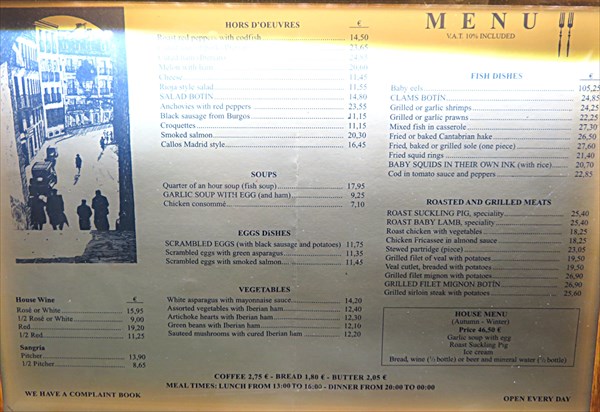 HORS D'OEUVRES €
Roast red peppers with codfish 14,50
23,65
24,85
Melon with ham 20,60
Cheese 11,45
Rioja style salad 11,55
SALAD BOTÍN 14,80
Anchovies with red peppers 23,55
Black sausage from Burgos 11,15
Croquettes 11,15
Smoked salmon 20,30
Callos Madrid style 16,45
SOUPS
Quarter of an hour soup (fish soup) 17,95
GARLIC SOUP WITH EGG (and ham) 9,25
Chicken consommé 7,10
EGGS DiSHES
SCRAMBLED EGGS (with black sausage and potatoes) 11,75
Scrambled eggs with green asparagus 11,35
Scrambled eggs with smoked salmon 11,45
VEGETABLES
White asparagus with mayonnaise sauce 14,20
Assorted vegetables with Iberian ham 12,40
Artichoke hearts with Iberian ham 12,30
Green beans with Iberian ham 12,10
Sauteed mushrooms with cured Iberian ham 12,20
MENU
V.A.T. 10% INCLUDED
FISH DISHES €
Baby eels 105,25
CLAMS BOTÍN 24,85
Grilled or garlic shrimps 24,25
Grilled or garlic prawns 22,25
Mixed fish in casserole 27,30
Fried or baked Cantabrian hake 26,50
Fried, baked or grilled sole (one piece) 27,60
Fried squid rings 21,40
BABY SQUIDS IN THEIR OWN INK (with rice) 20,70
Cod in tomato sauce and peppers 22,85
ROASTED AND GRILLED MEATS
ROAST SUCKLING PIG, speciality 25,40
ROAST BABY LAMB, speciality 25,40
Roast chicken with vegetables 18,25
Chicken Fricassee in almond sauce 18,25
Stewed partridge (piece) 23,05
Grilled filet of veal with potatoes 19,50
Veal cutlet, breaded with potatoes 19,50
Grilled filet mignon with potatoes 26,90
GRILLED FILET MIGNON BOTÍN 26,90
Grilled sirloin steak with potatoes 25,60
HOUSE MENU
(Autumn - Winter)
Price 46,50 €
Garlic soup with egg
Roast Suckling Pig
Ice cream
Bread, wine (½ bottle) or beer and mineral water (½ bottle)
House Wine €
Rosé or White 15,95
1/2 Rosé or White 9,00
Red 19,20
1/2 Red 11,25
Sangria
Pitcher 13,90
1/2 Pitcher 8,65
COFFEE 2,75 € - BREAD 1,80 € - BUTTER 2,05 €
MEAL TIMES: LUNCH FROM 13:00 TO 16:00 - DINNER FROM 20:00 TO 00:00
WE HAVE A COMPLAINT BOOK
OPEN EVERY DAY